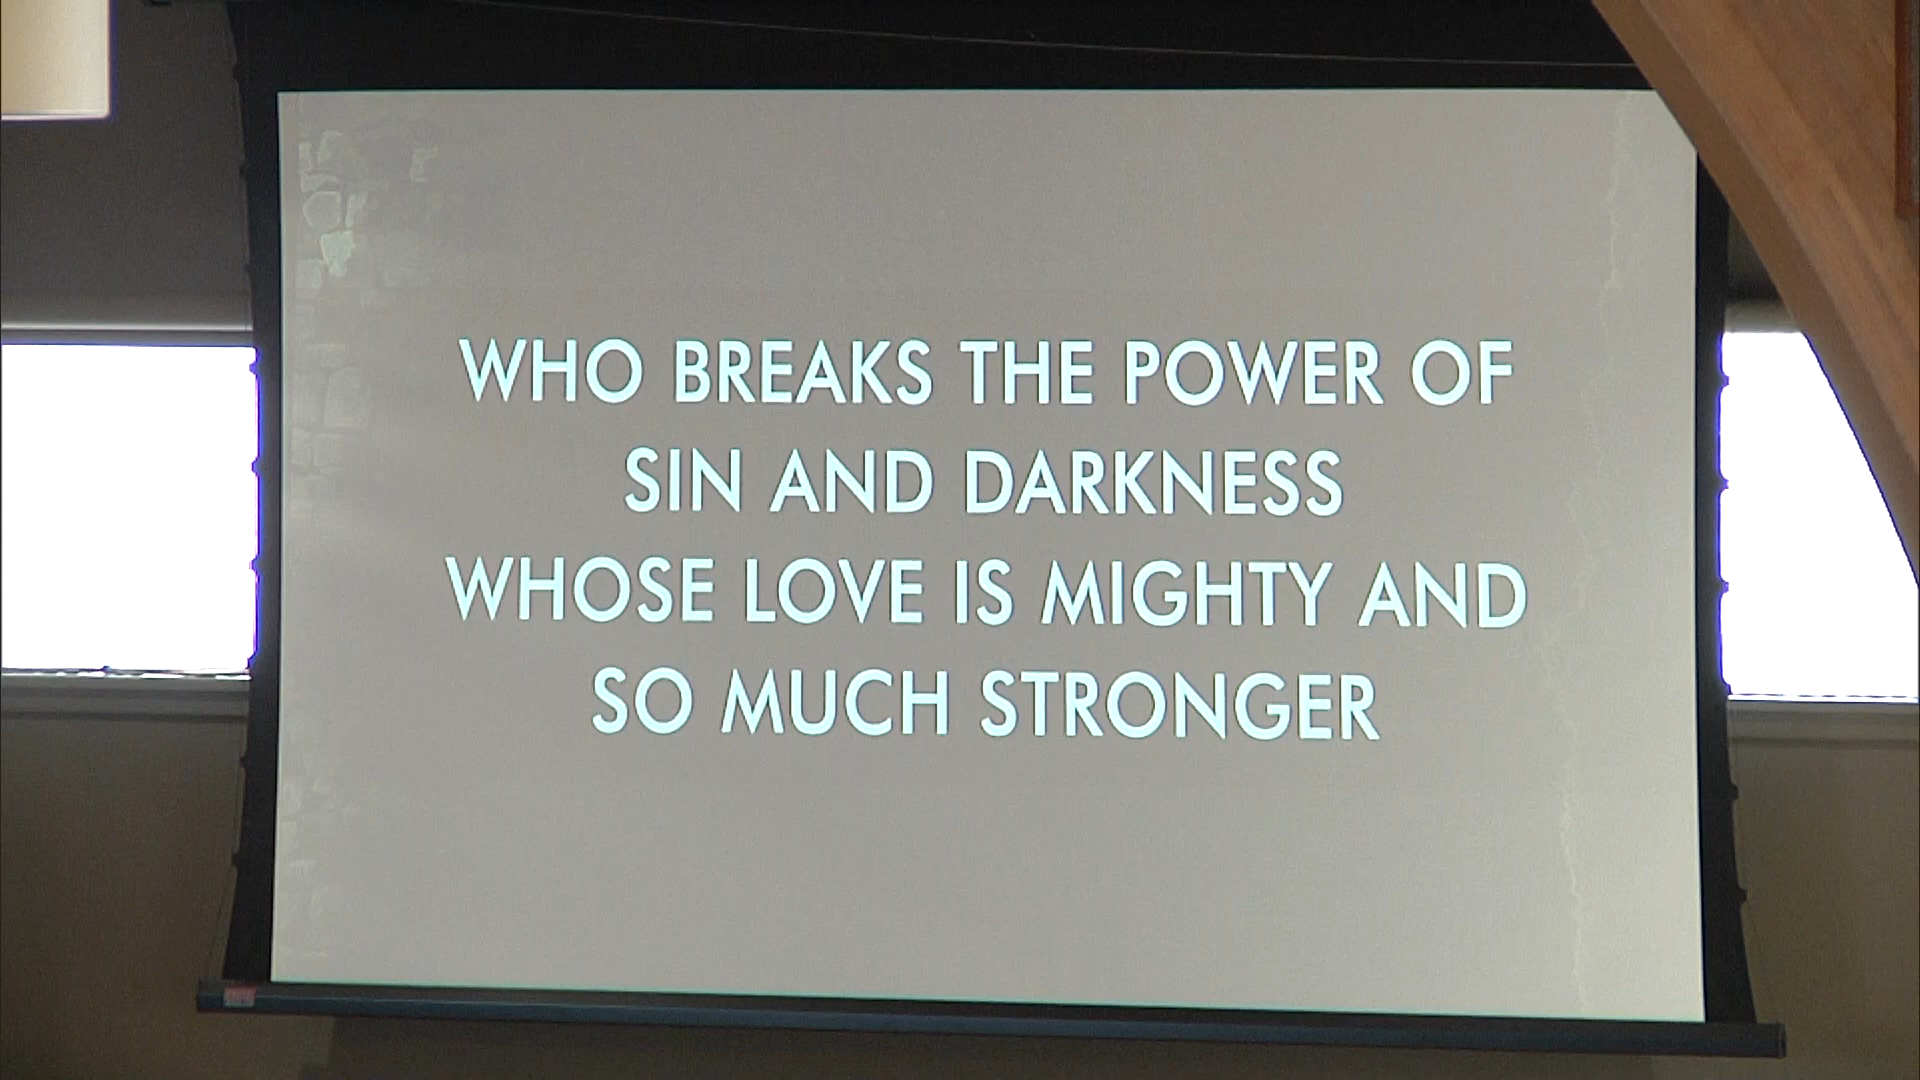 WHO BREAKS THE POWER OF
SIN AND DARKNESS
WHOSE LOVE IS MIGHTY AND
SO MUCH STRONGER